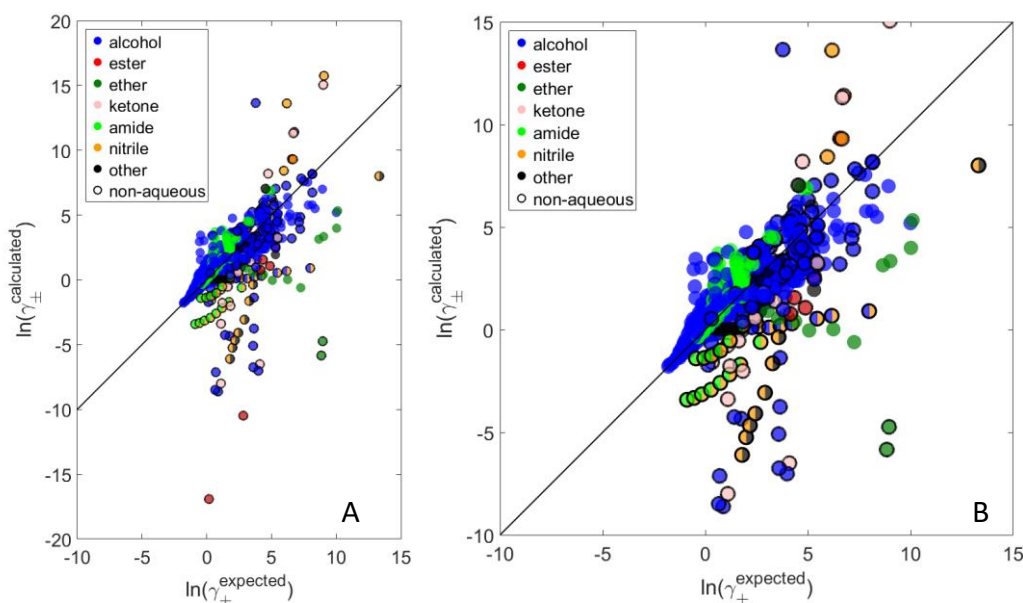 20
15
10
5
0
-5
-10
-15
-20
-10 -5 0 5 10 15
ln(γ±^calculated)
ln(γ±^expected)
alcohol
ester
ether
ketone
amide
nitrile
other
non-aqueous
A
15
10
5
0
-5
-10
-10 -5 0 5 10 15
ln(γ±^calculated)
ln(γ±^expected)
alcohol
ester
ether
ketone
amide
nitrile
other
non-aqueous
B